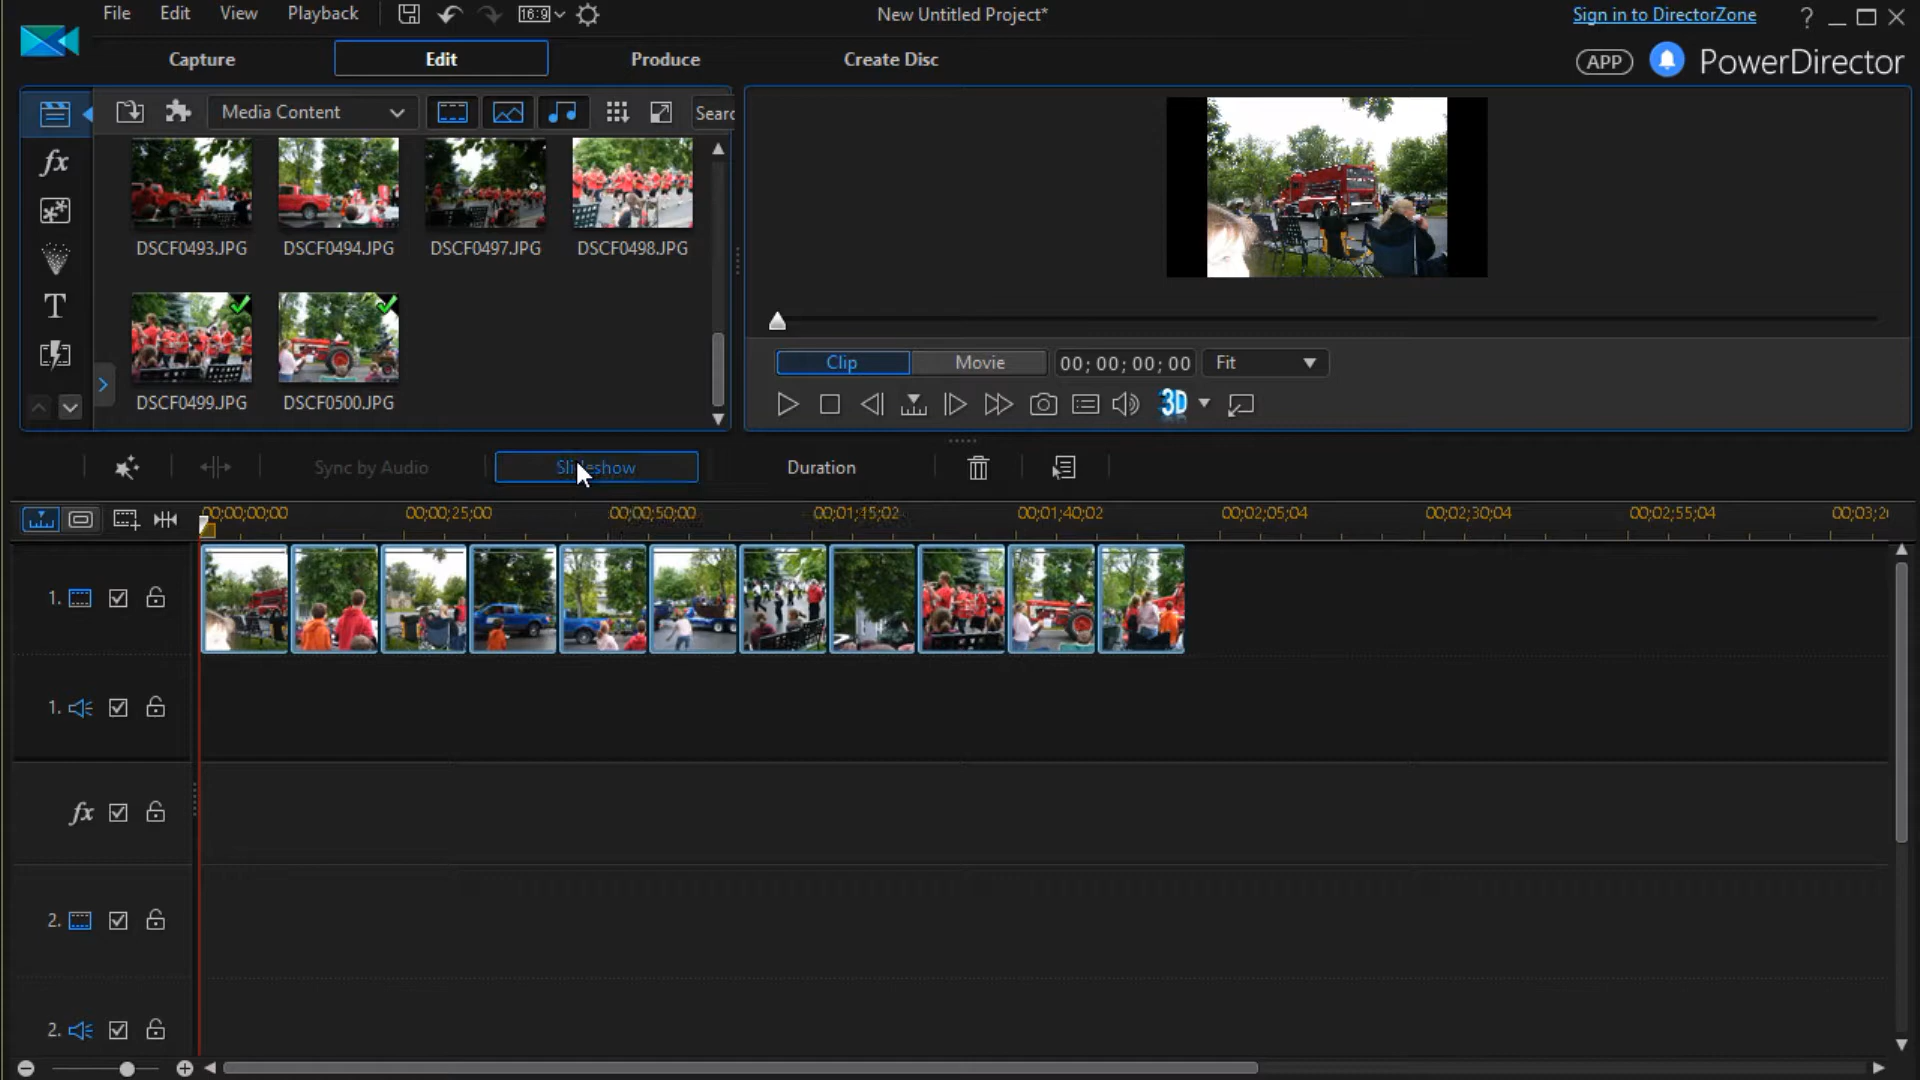 File Edit View Playback 16:9 New Untitled Project* Sign in to DirectorZone ?
Capture Edit Produce Create Disc APP PowerDirector
Media Content Sear
fx
T
DSCF0493.JPG DSCF0494.JPG DSCF0497.JPG DSCF0498.JPG
DSCF0499.JPG DSCF0500.JPG
Clip Movie 00;00;00;00 Fit
3D
Sync by Audio Slideshow Duration
00;00;00;00 00;00;25;00 00;00;50;00 00;01;15;02 00;01;40;02 00;02;05;04 00;02;30;04 00;02;55;04 00;03;2
1.
1.
fx
2.
2.